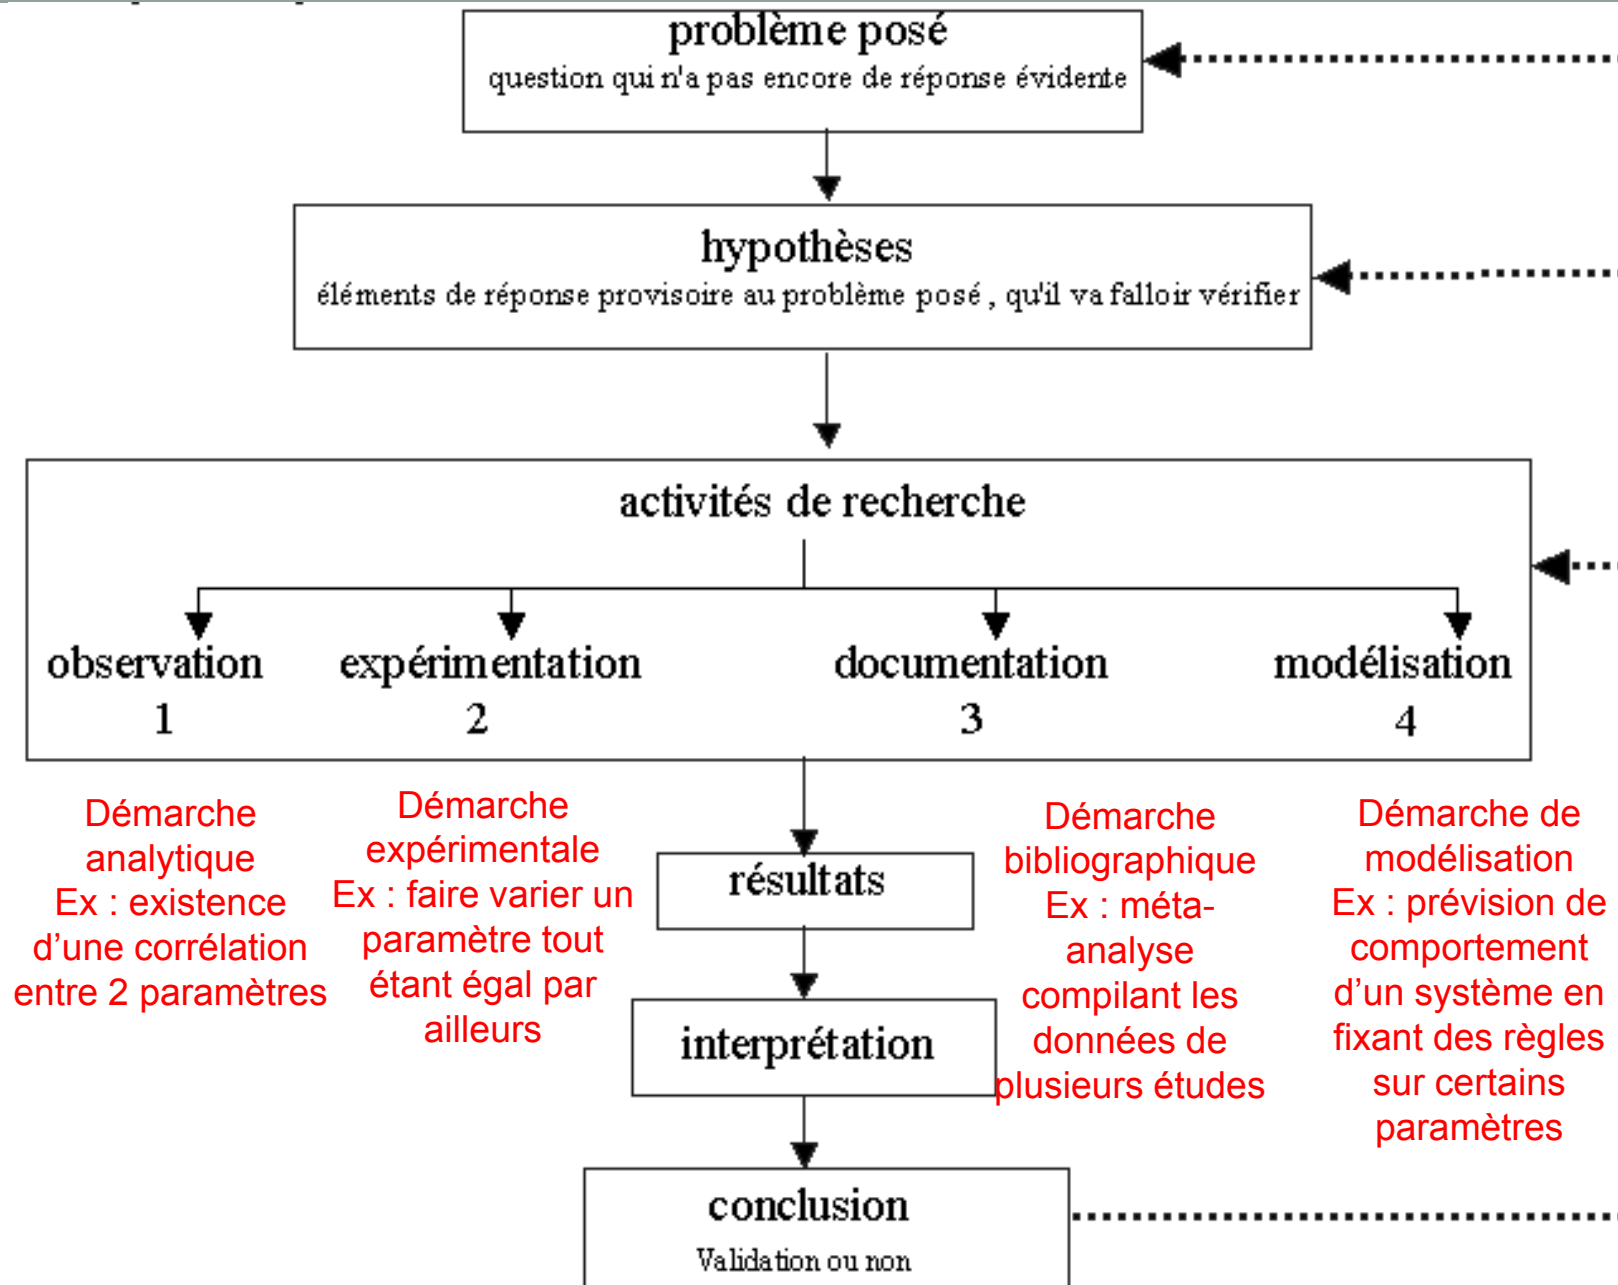 problème posé
question qui n'a pas encore de réponse évidente
hypothèses
éléments de réponse provisoire au problème posé , qu'il va falloir vérifier
activités de recherche
observation
1
expérimentation
2
documentation
3
modélisation
4
Démarche
analytique
Ex : existence
d’une corrélation
entre 2 paramètres
Démarche
expérimentale
Ex : faire varier un
paramètre tout
étant égal par
ailleurs
Démarche
bibliographique
Ex : méta-
analyse
compilant les
données de
plusieurs études
Démarche de
modélisation
Ex : prévision de
comportement
d’un système en
fixant des règles
sur certains
paramètres
résultats
interprétation
conclusion
Validation ou non